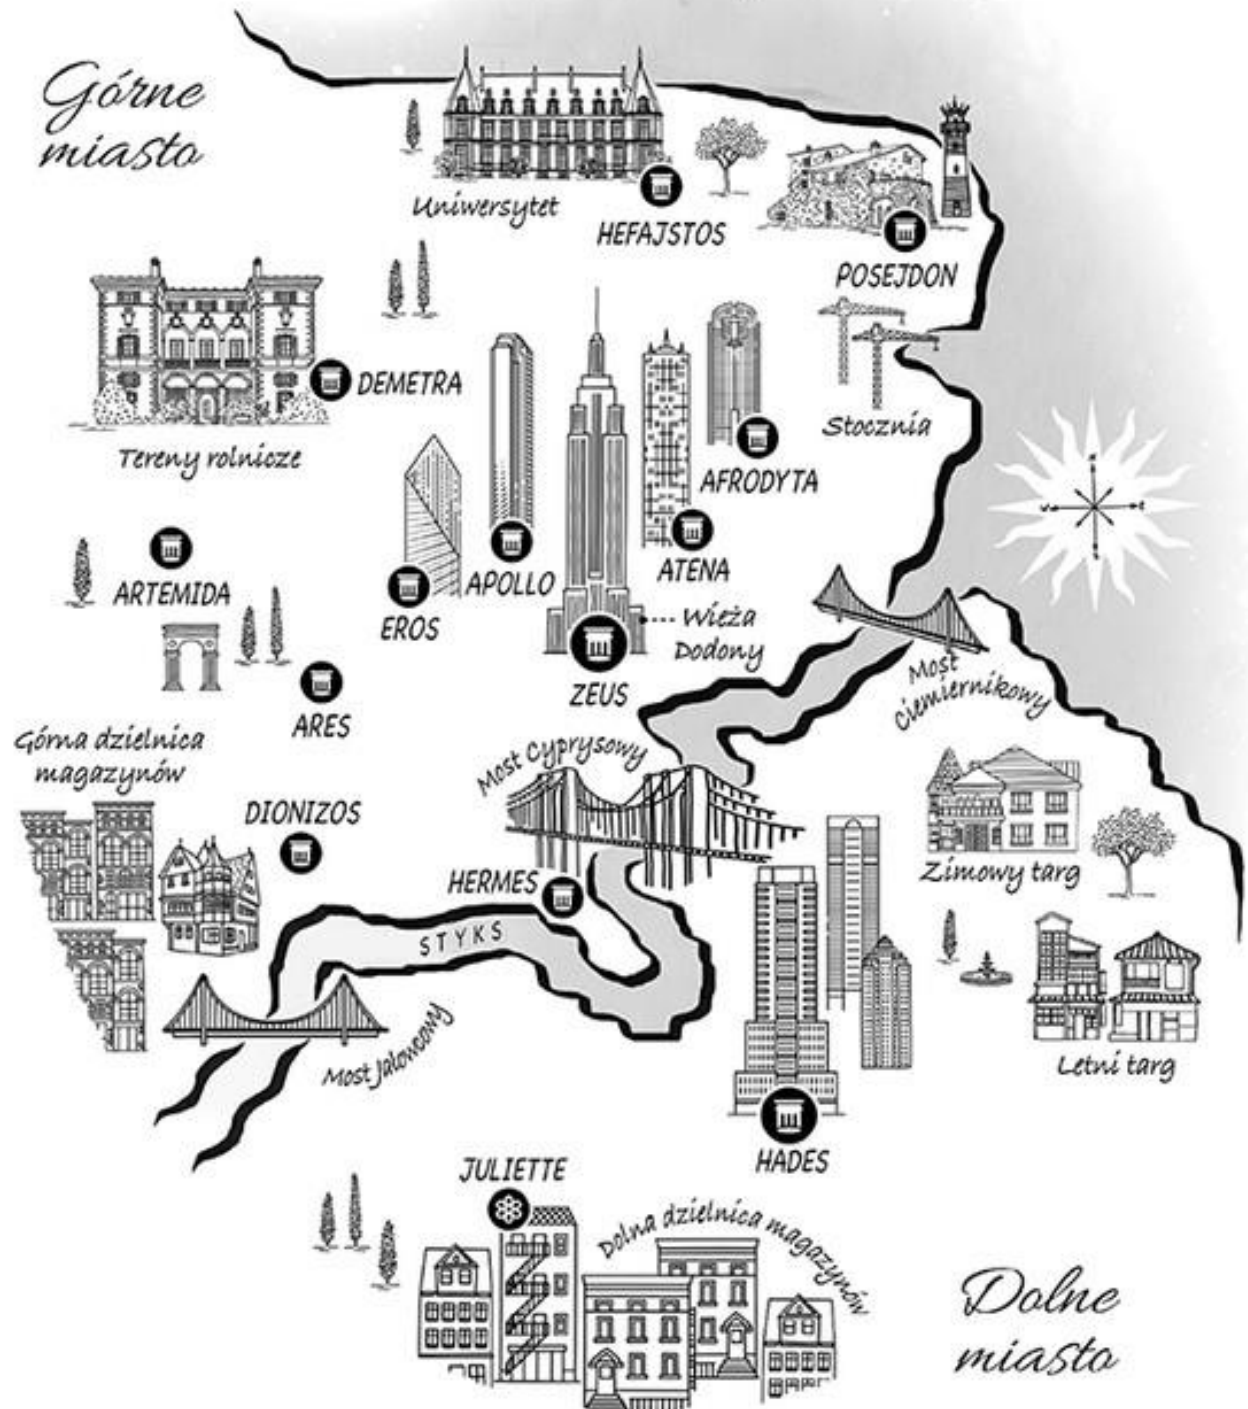 Górne
miasto
Uniwersytet
HEFAJSTOS
POSEJDON
DEMETRA
Tereny rolnicze
Stocznia
AFRODYTA
ARTEMIDA
EROS
APOLLO
ATENA
Wieża
Dodony
ZEUS
ARES
Most
Ciemiernikowy
Górna dzielnica
magazynów
Most Cyprysowy
DIONIZOS
HERMES
Zimowy targ
STYKS
Most Jałowcowy
Letni targ
HADES
JULIETTE
Dolna dzielnica magazynów
Dolne
miasto